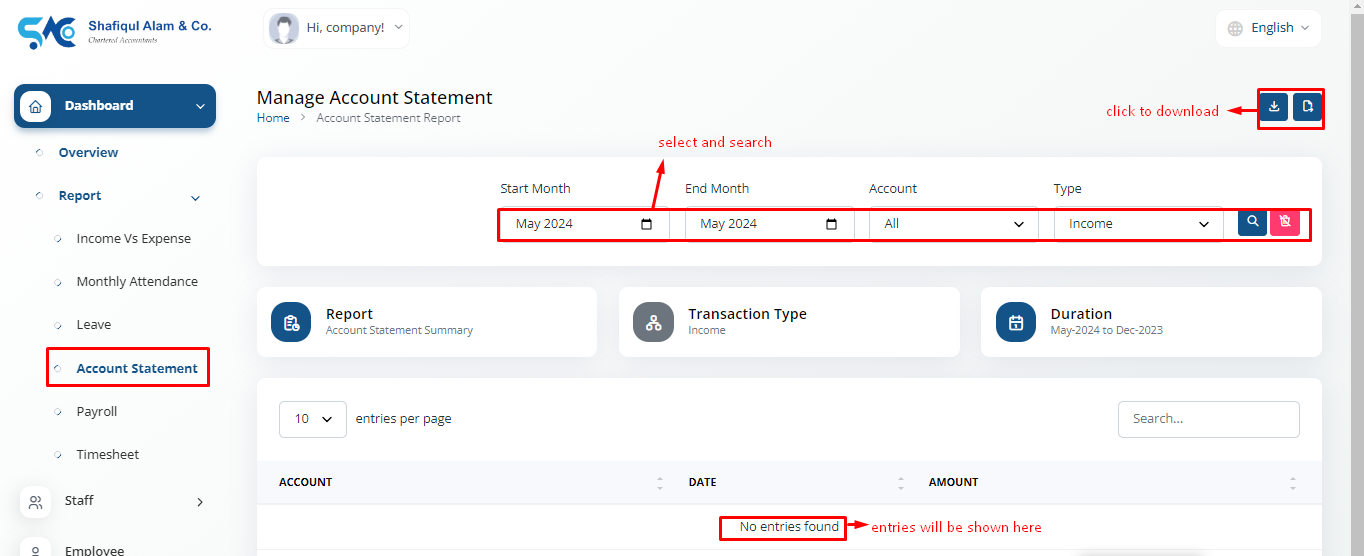 Shafiqul Alam & Co.
Chartered Accountants
Hi, company!
English
Dashboard
Overview
Report
Income Vs Expense
Monthly Attendance
Leave
Account Statement
Payroll
Timesheet
Staff
Employee
Manage Account Statement
Home > Account Statement Report
click to download
select and search
Start Month End Month Account Type
May 2024 May 2024 All Income
Report
Account Statement Summary
Transaction Type
Income
Duration
May-2024 to Dec-2023
10 entries per page
Search...
ACCOUNT DATE AMOUNT
No entries found
entries will be shown here